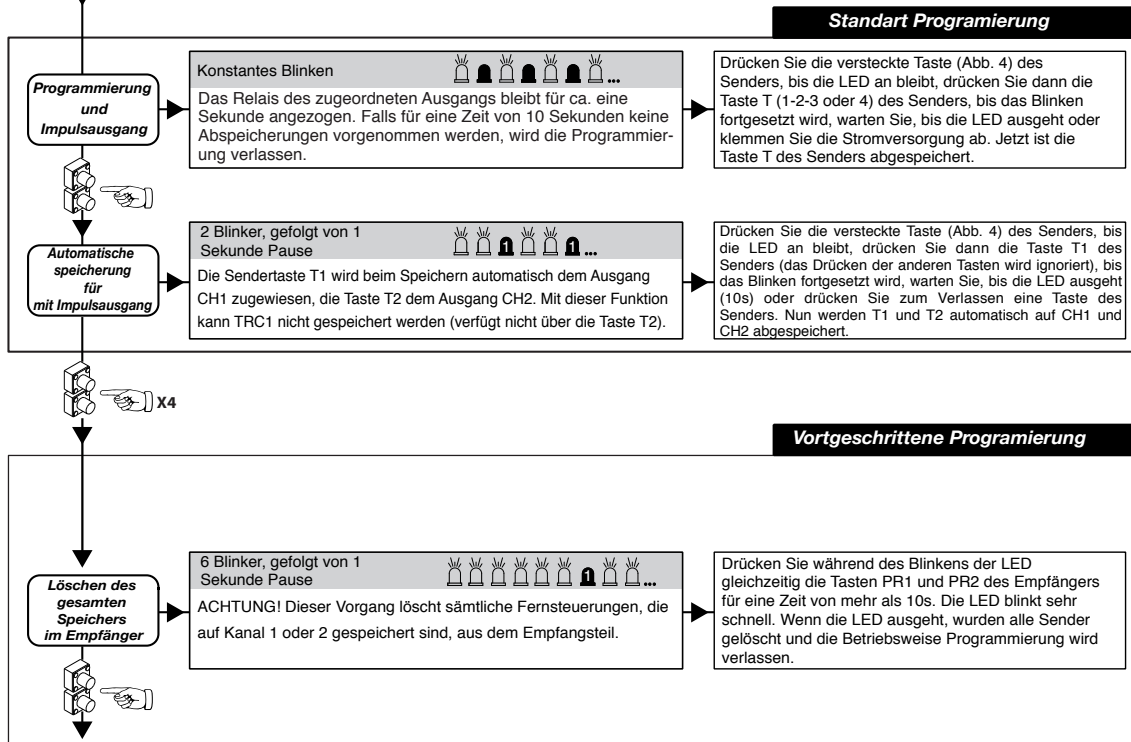 Standart Programierung
Programmierung
und
Impulsausgang
Konstantes Blinken
...
Das Relais des zugeordneten Ausgangs bleibt für ca. eine
Sekunde angezogen. Falls für eine Zeit von 10 Sekunden keine
Abspeicherungen vorgenommen werden, wird die Programmier-
ung verlassen.
Drücken Sie die versteckte Taste (Abb. 4) des
Senders, bis die LED an bleibt, drücken Sie dann die
Taste T (1-2-3 oder 4) des Senders, bis das Blinken
fortgesetzt wird, warten Sie, bis die LED ausgeht oder
klemmen Sie die Stromversorgung ab. Jetzt ist die
Taste T des Senders abgespeichert.
Automatische
speicherung
für
mit Impulsausgang
2 Blinker, gefolgt von 1
Sekunde Pause
1 1...
Die Sendertaste T1 wird beim Speichern automatisch dem Ausgang
CH1 zugewiesen, die Taste T2 dem Ausgang CH2. Mit dieser Funktion
kann TRC1 nicht gespeichert werden (verfügt nicht über die Taste T2).
Drücken Sie die versteckte Taste (Abb. 4) des Senders, bis
die LED an bleibt, drücken Sie dann die Taste T1 des
Senders (das Drücken der anderen Tasten wird ignoriert), bis
das Blinken fortgesetzt wird, warten Sie, bis die LED ausgeht
(10s) oder drücken Sie zum Verlassen eine Taste des
Senders. Nun werden T1 und T2 automatisch auf CH1 und
CH2 abgespeichert.
X4
Vortgeschrittene Programierung
Löschen des
gesamten
Speichers
im Empfänger
6 Blinker, gefolgt von 1
Sekunde Pause
1 ...
ACHTUNG! Dieser Vorgang löscht sämtliche Fernsteuerungen, die
auf Kanal 1 oder 2 gespeichert sind, aus dem Empfangsteil.
Drücken Sie während des Blinkens der LED
gleichzeitig die Tasten PR1 und PR2 des Empfängers
für eine Zeit von mehr als 10s. Die LED blinkt sehr
schnell. Wenn die LED ausgeht, wurden alle Sender
gelöscht und die Betriebsweise Programmierung wird
verlassen.